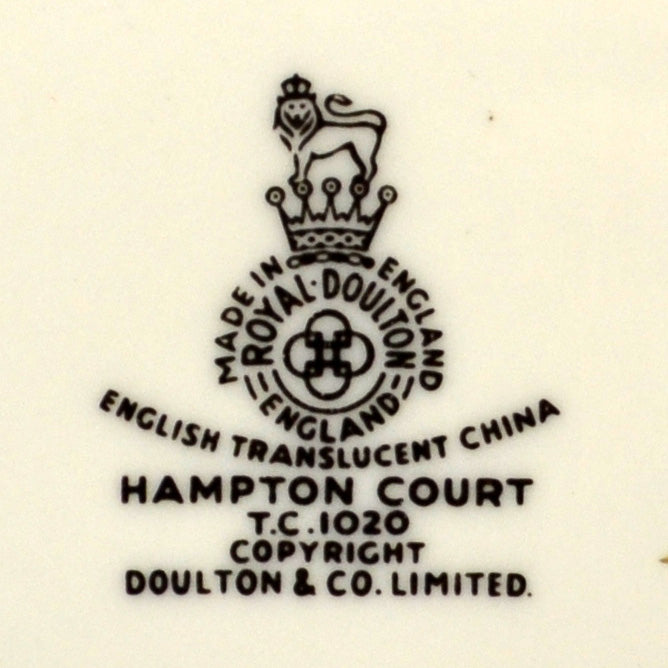 MADE IN ENGLAND
ROYAL·DOULTON
ENGLAND
ENGLISH TRANSLUCENT CHINA
HAMPTON COURT
T.C.1020
COPYRIGHT
DOULTON & CO. LIMITED.